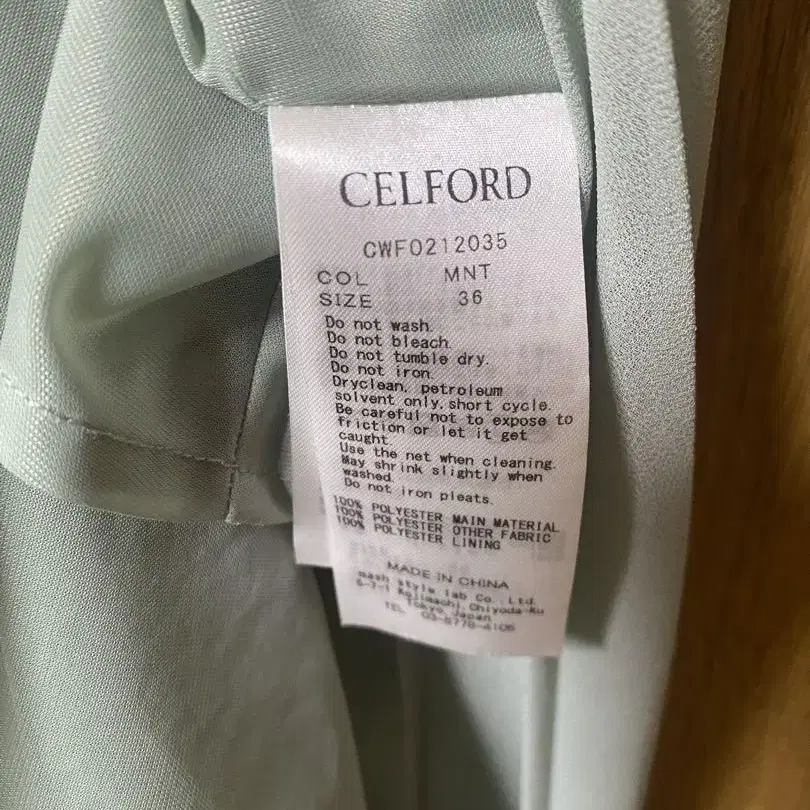 CELFORD
CWFO212035
COL MNT
SIZE 36
Do not wash.
Do not bleach.
Do not tumble dry.
Do not iron.
Dryclean, petroleum
solvent only, short cycle.
Be careful not to expose to
friction or let it get
caught.
Use the net when cleaning.
May shrink slightly when
washed.
Do not iron pleats.
100% POLYESTER MAIN MATERIAL
100% POLYESTER OTHER FABRIC
100% POLYESTER LINING
MADE IN CHINA
mash style lab Co., Ltd.
Kojimachi, Chiyoda-Ku
Tokyo, Japan
TEL